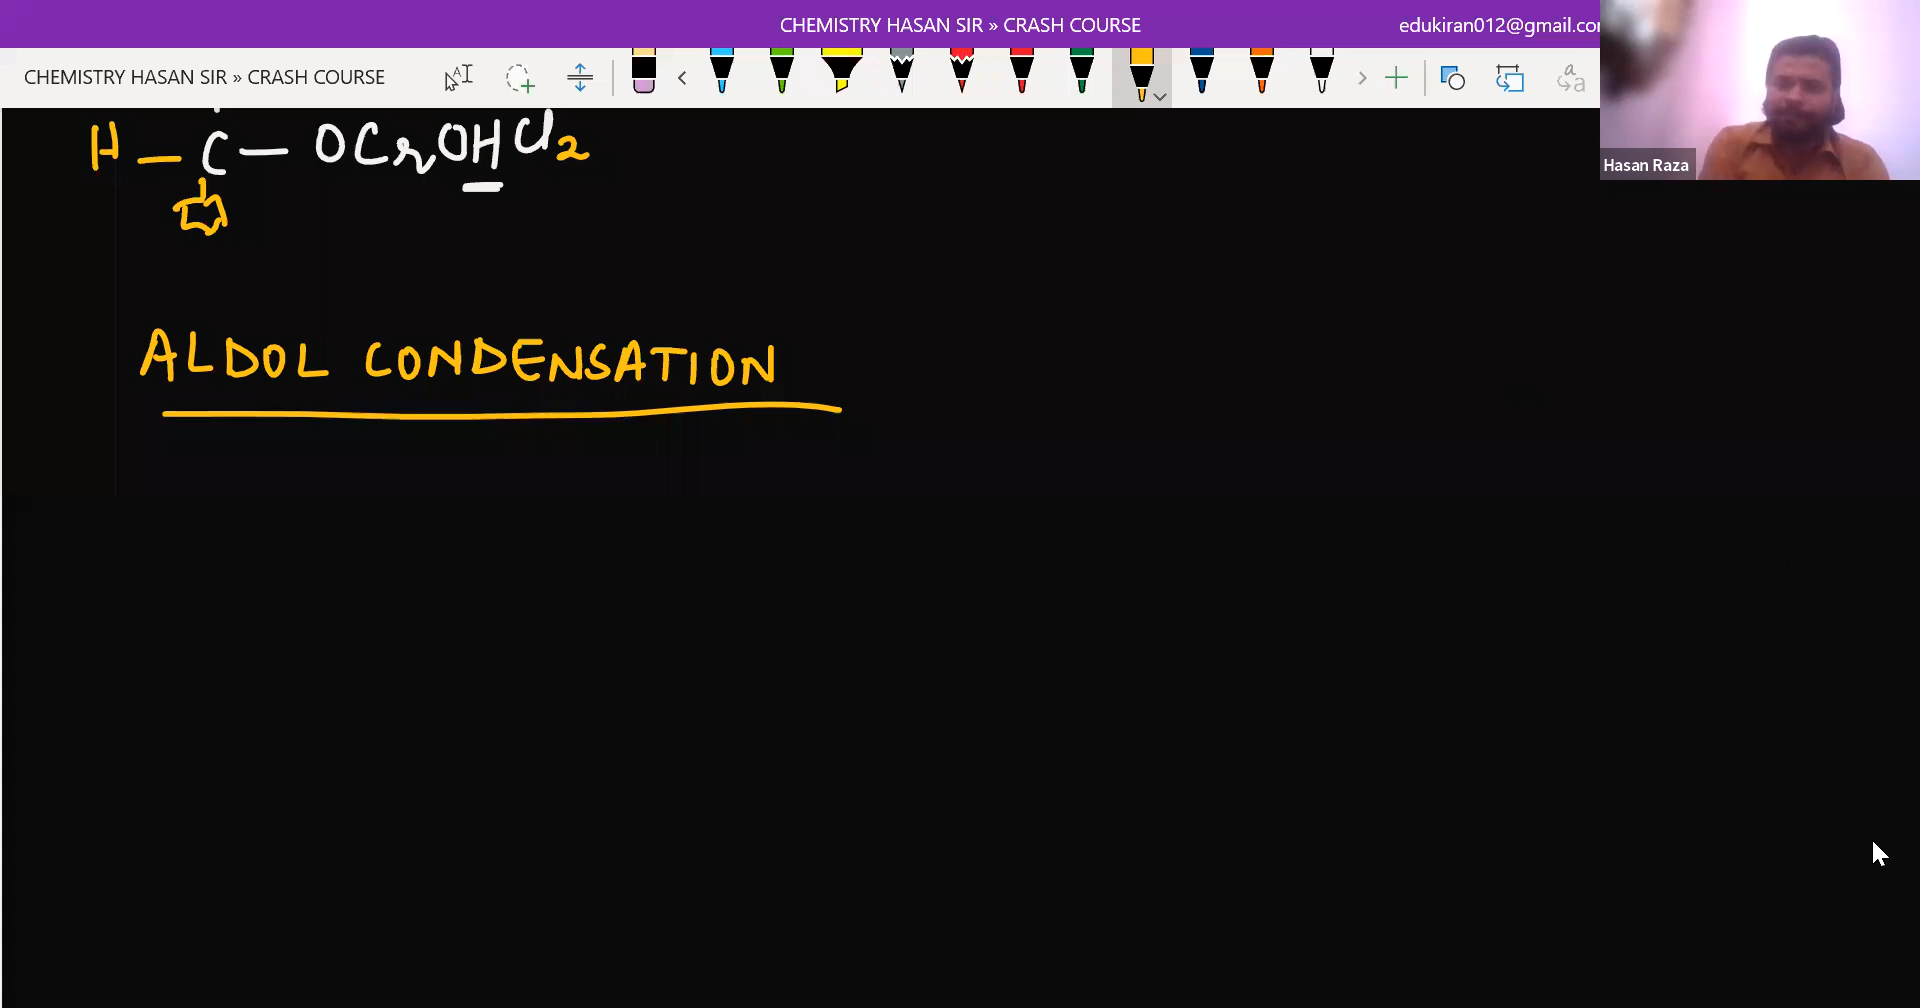 CHEMISTRY HASAN SIR » CRASH COURSE
edukiran012@gmail.co
CHEMISTRY HASAN SIR » CRASH COURSE
Hasan Raza
H — C — OCrOHCl2
ALDOL CONDENSATION